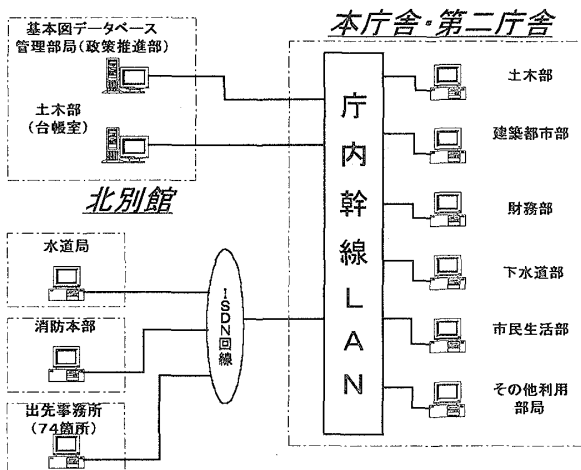 基本図データベース
管理部局(政策推進部)
土木部
(台帳室)
北別館
水道局
消防本部
出先事務所
(74箇所)
ISDN回線
本庁舎・第二庁舎
庁内幹線LAN
土木部
建築都市部
財務部
下水道部
市民生活部
その他利用
部局